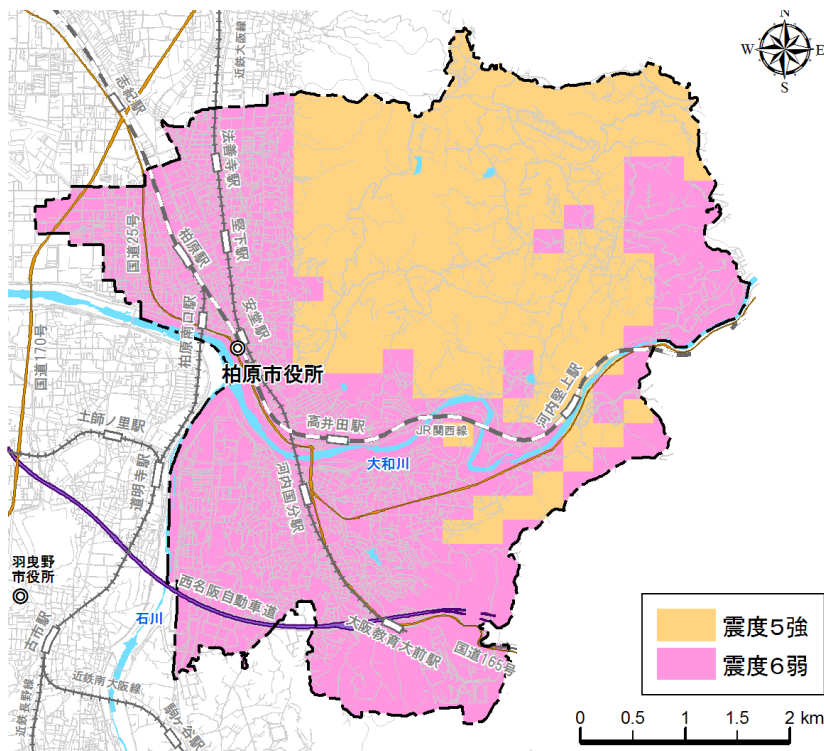 N
W
E
S
近鉄大阪線
志紀駅
法善寺駅
堅下駅
国道25号
柏原駅
安堂駅
柏原南口駅
国道170号
柏原市役所
河内堅上駅
高井田駅
JR関西線
土師ノ里駅
大和川
道明寺駅
河内国分駅
羽曳野
市役所
西名阪自動車道
石川
古市駅
大阪教育大前駅
国道165号
近鉄南大阪線
近鉄長野線
駒ヶ谷駅
震度5強
震度6弱
0 0.5 1 2 km